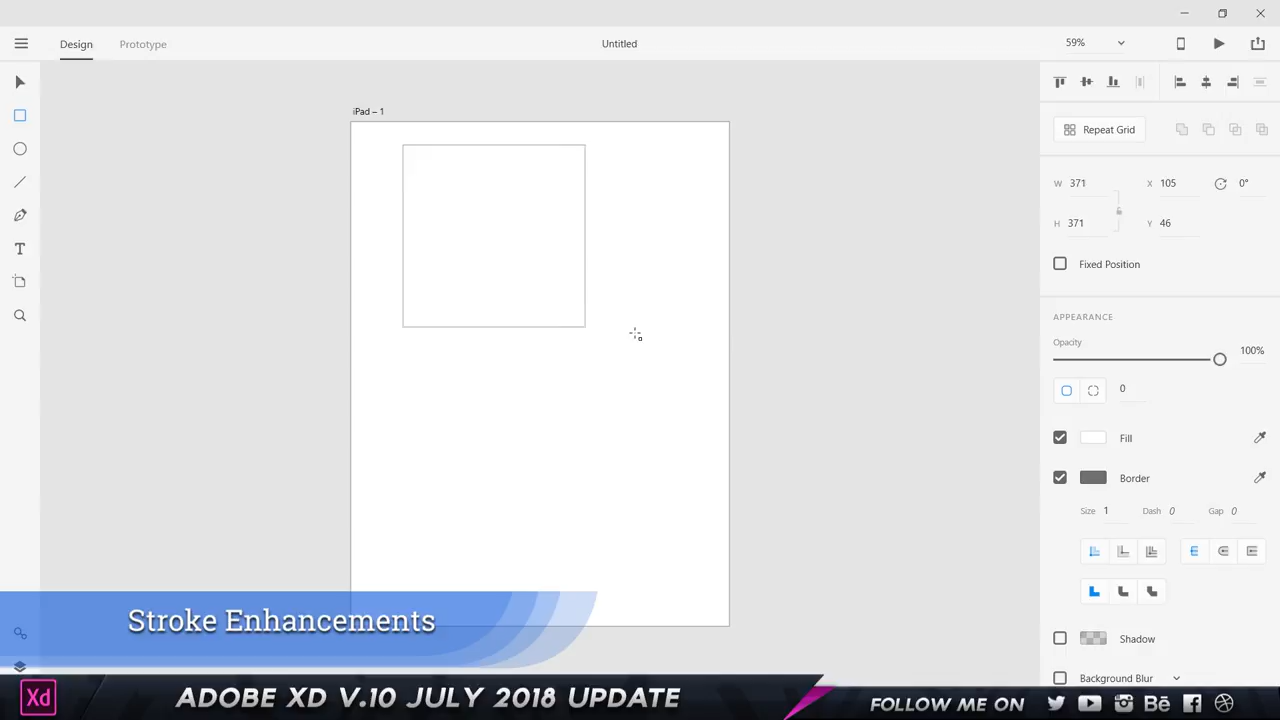 Design
Prototype
Untitled
59%
iPad – 1
Repeat Grid
W 371
X 105
0°
H 371
Y 46
Fixed Position
APPEARANCE
Opacity
100%
0
Fill
Border
Size 1
Dash 0
Gap 0
Shadow
Background Blur
Stroke Enhancements
Xd
ADOBE XD V.10 JULY 2018 UPDATE
FOLLOW ME ON
Bē